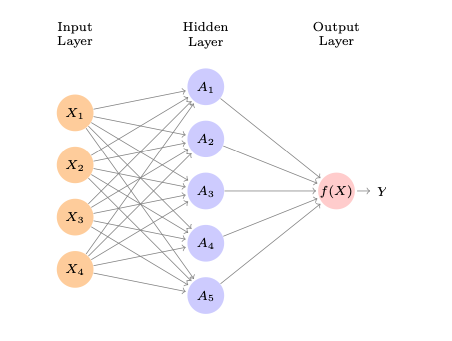 Input
Layer
Hidden
Layer
Output
Layer
X₁
X₂
X₃
X₄
A₁
A₂
A₃
A₄
A₅
f(X)
Y